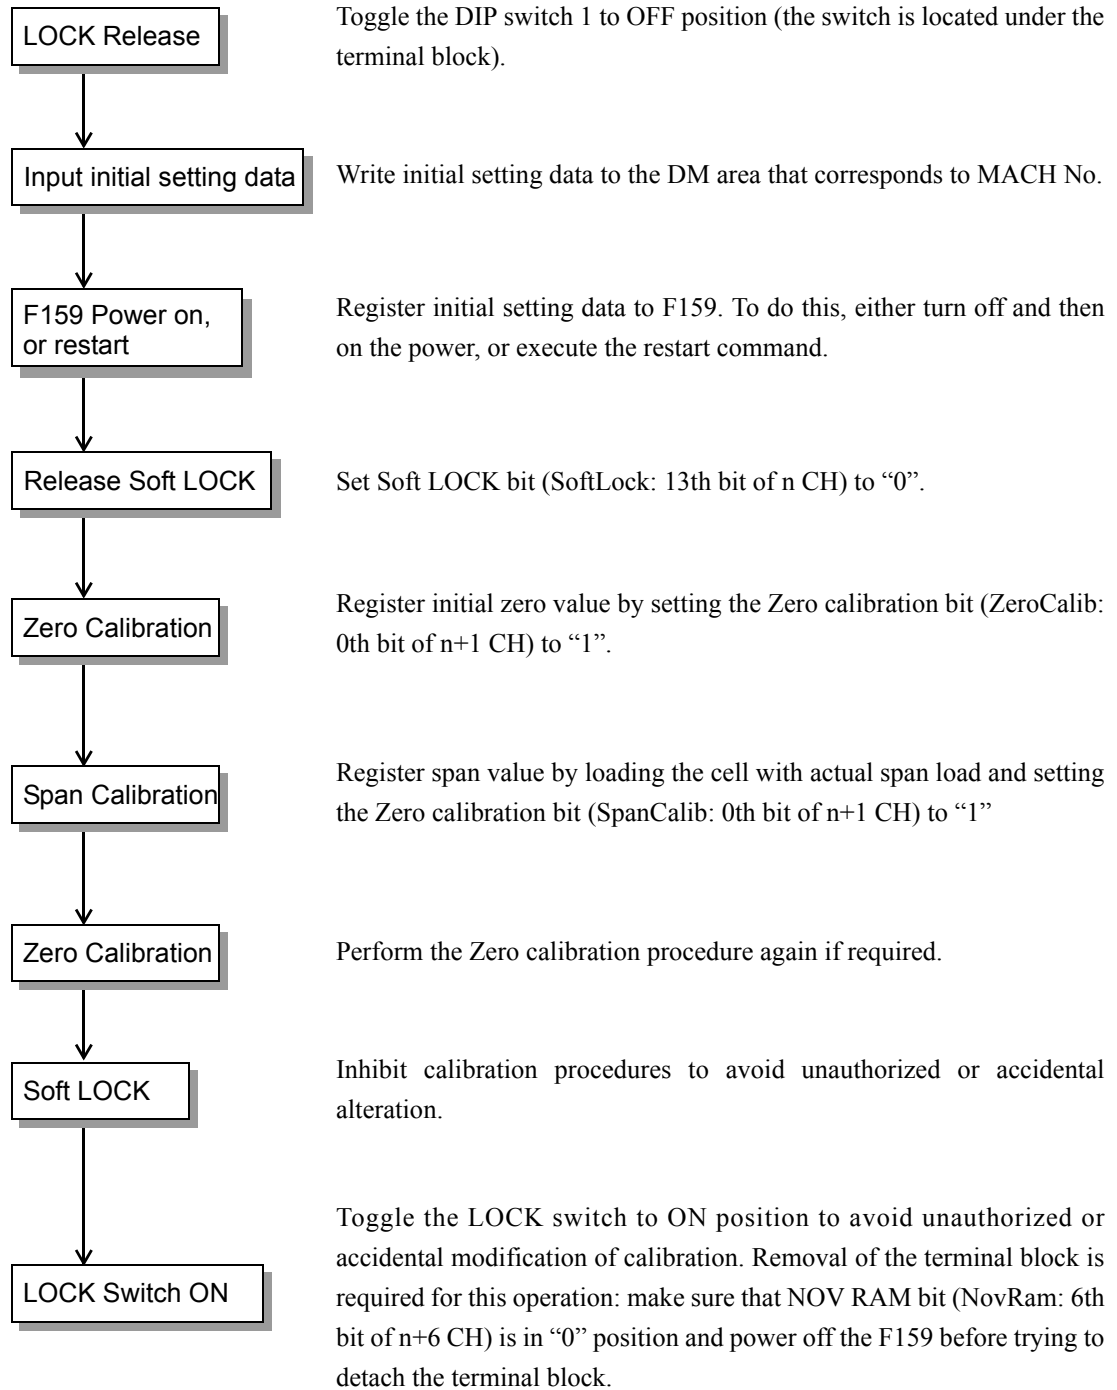 LOCK Release
Toggle the DIP switch 1 to OFF position (the switch is located under the
terminal block).
Input initial setting data
Write initial setting data to the DM area that corresponds to MACH No.
F159 Power on,
or restart
Register initial setting data to F159. To do this, either turn off and then
on the power, or execute the restart command.
Release Soft LOCK
Set Soft LOCK bit (SoftLock: 13th bit of n CH) to “0”.
Zero Calibration
Register initial zero value by setting the Zero calibration bit (ZeroCalib:
0th bit of n+1 CH) to “1”.
Span Calibration
Register span value by loading the cell with actual span load and setting
the Zero calibration bit (SpanCalib: 0th bit of n+1 CH) to “1”
Zero Calibration
Perform the Zero calibration procedure again if required.
Soft LOCK
Inhibit calibration procedures to avoid unauthorized or accidental
alteration.
LOCK Switch ON
Toggle the LOCK switch to ON position to avoid unauthorized or
accidental modification of calibration. Removal of the terminal block is
required for this operation: make sure that NOV RAM bit (NovRam: 6th
bit of n+6 CH) is in “0” position and power off the F159 before trying to
detach the terminal block.